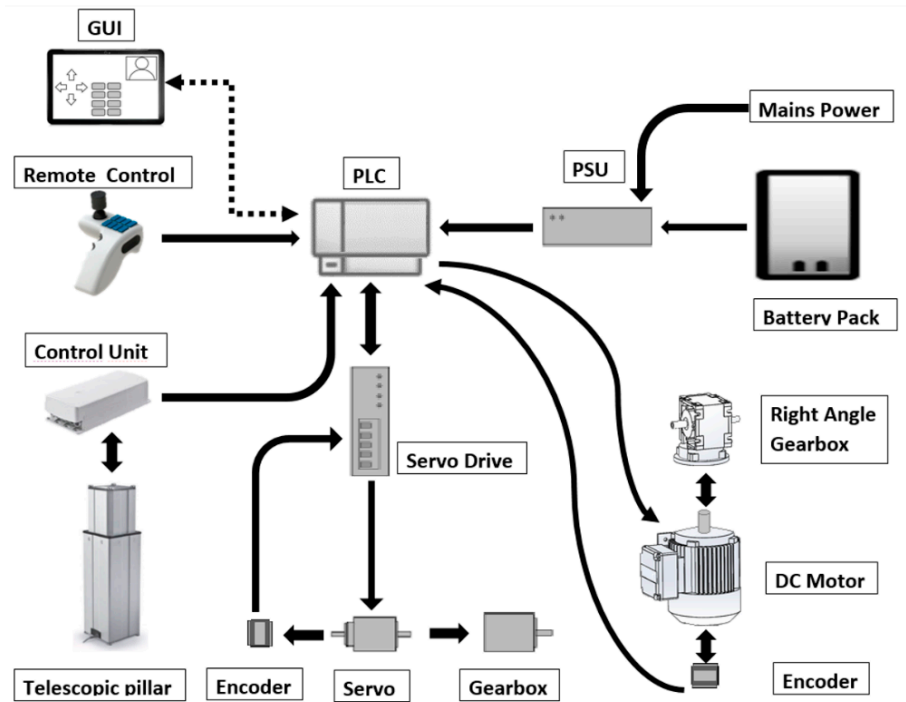 GUI
Mains Power
Remote Control
PLC
PSU
Battery Pack
Control Unit
Right Angle
Gearbox
Servo Drive
DC Motor
Telescopic pillar
Encoder
Servo
Gearbox
Encoder